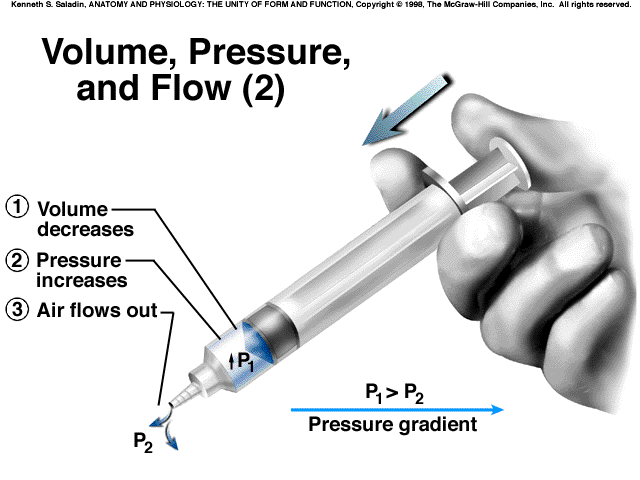 Kenneth S. Saladin, ANATOMY AND PHYSIOLOGY: THE UNITY OF FORM AND FUNCTION, Copyright © 1998, The McGraw-Hill Companies, Inc. All rights reserved.
Volume, Pressure,
and Flow (2)
1 Volume
decreases
2 Pressure
increases
3 Air flows out
P1
P2
P1 > P2
Pressure gradient